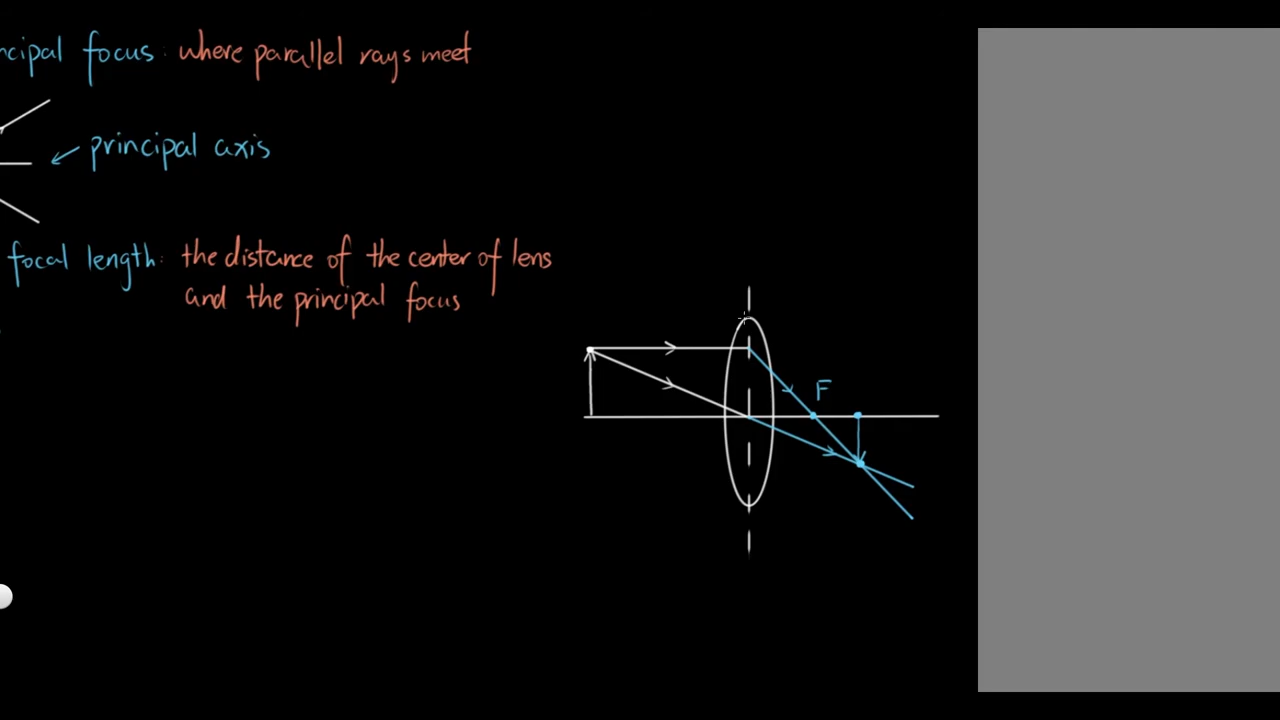 ncipal focus: where parallel rays meet
principal axis
focal length: the distance of the center of lens
and the principal focus
F